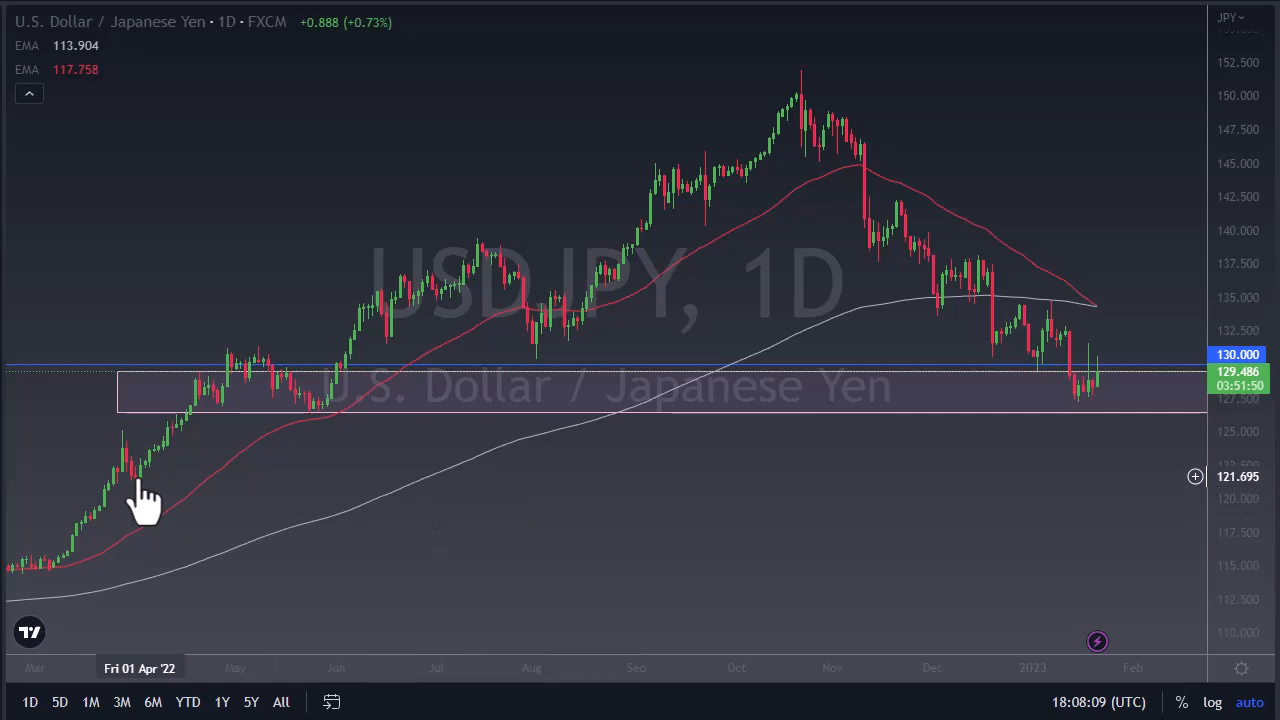 U.S. Dollar / Japanese Yen · 1D · FXCM +0.888 (+0.73%)
JPY
EMA 113.904
EMA 117.758
152.500
150.000
147.500
145.000
142.500
140.000
137.500
135.000
132.500
130.000
129.486
03:51:50
127.500
125.000
121.695
120.000
117.500
115.000
112.500
110.000
USDJPY, 1D
U.S. Dollar / Japanese Yen
Mar Fri 01 Apr '22 May Jun Jul Aug Sep Oct Nov Dec 2023 Feb
1D 5D 1M 3M 6M YTD 1Y 5Y All 18:08:09 (UTC) % log auto